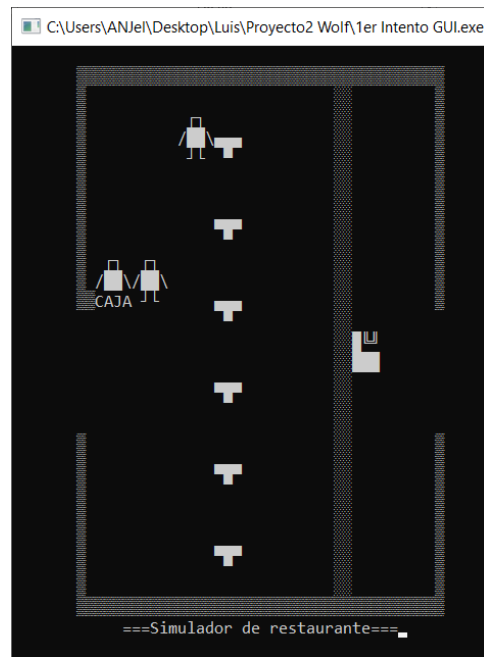 C:\Users\ANJel\Desktop\Luis\Proyecto2 Wolf\1er Intento GUI.exe
CAJA
===Simulador de restaurante===